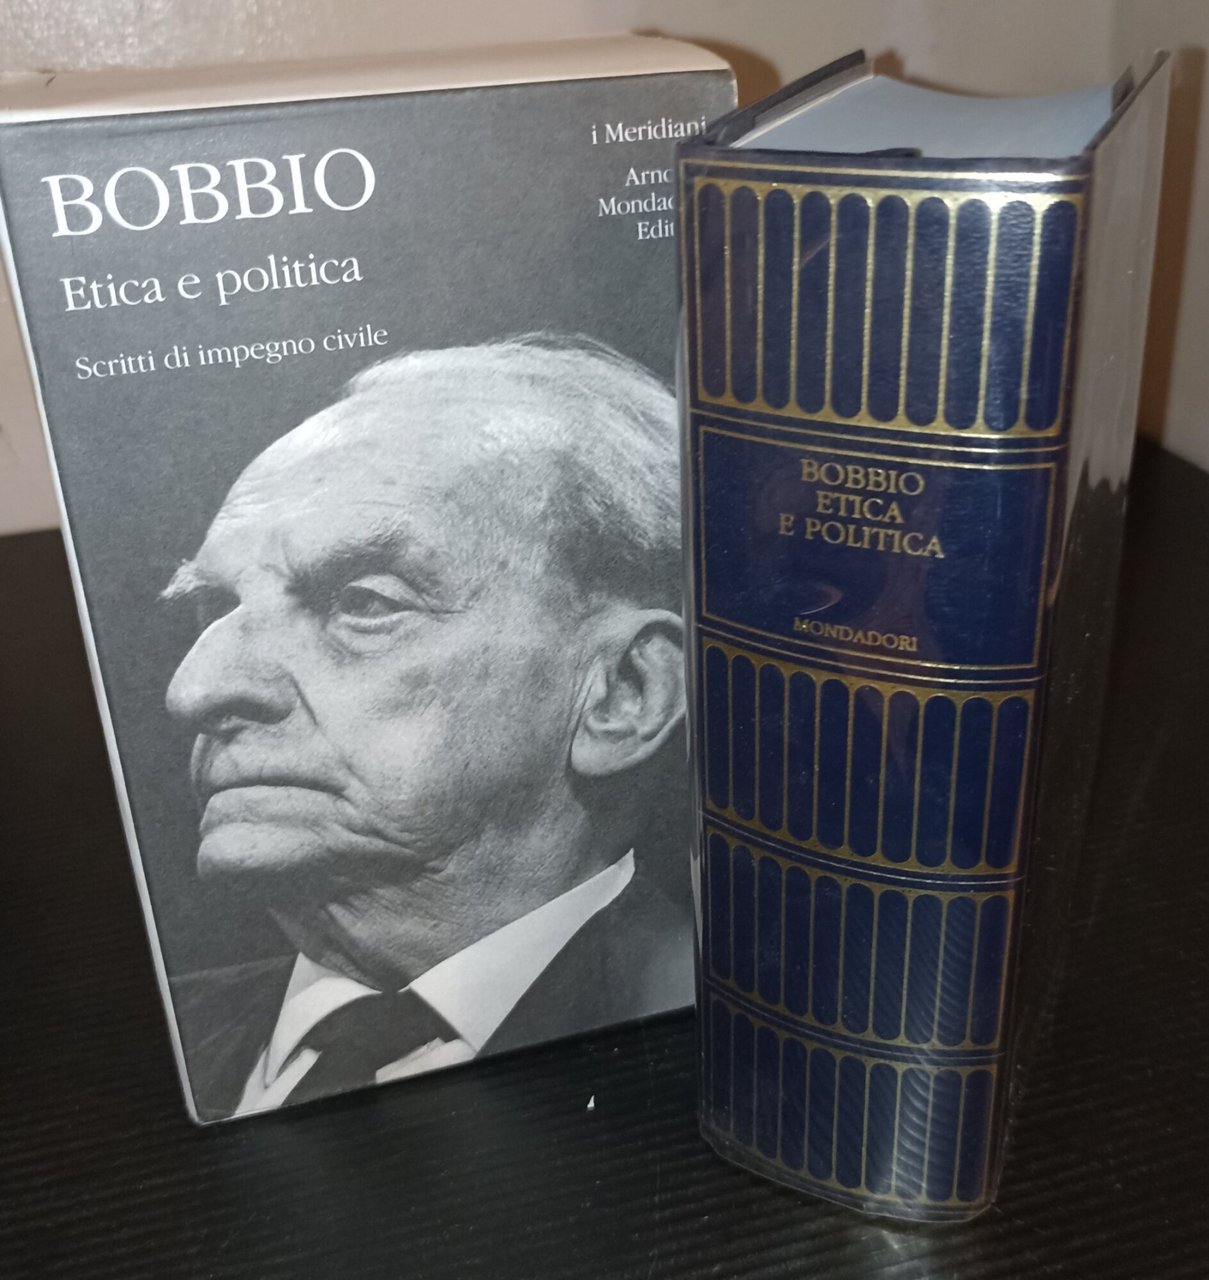 BOBBIO
Etica e politica
Scritti di impegno civile
i Meridiani
BOBBIO
ETICA
E POLITICA
MONDADORI